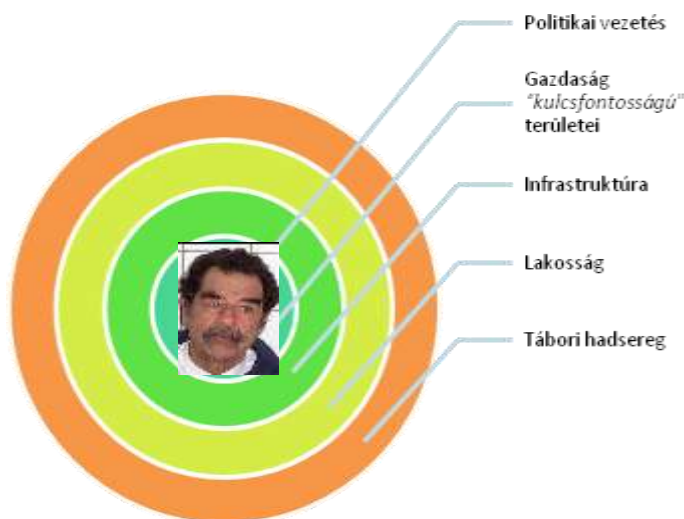 Politikai vezetés
Gazdaság
"kulcsfontosságú"
területei
Infrastruktúra
Lakosság
Tábori hadsereg